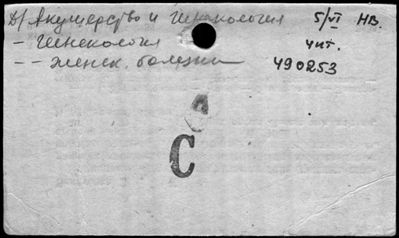 Д/ Акушерство и Гинекология 5/VI НВ.
– Гинекология чит.
– – Женск. болезни 490253
С